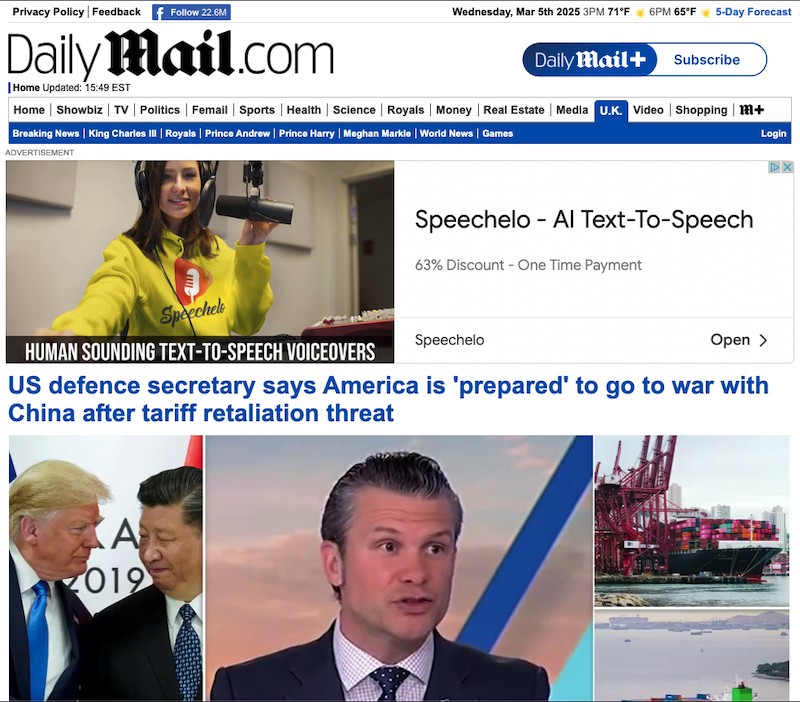 Privacy Policy | Feedback f Follow 22.6M Wednesday, Mar 5th 2025 3PM 71°F 6PM 65°F 5-Day Forecast
DailyMail.com
DailyMail+ Subscribe
Home Updated: 15:49 EST
Home | Showbiz | TV | Politics | Femail | Sports | Health | Science | Royals | Money | Real Estate | Media U.K. Video | Shopping | M+
Breaking News | King Charles III | Royals | Prince Andrew | Prince Harry | Meghan Markle | World News | Games Login
ADVERTISEMENT
Speechelo
HUMAN SOUNDING TEXT-TO-SPEECH VOICEOVERS
Speechelo - AI Text-To-Speech
63% Discount - One Time Payment
Speechelo Open
US defence secretary says America is 'prepared' to go to war with
China after tariff retaliation threat
KA
2019